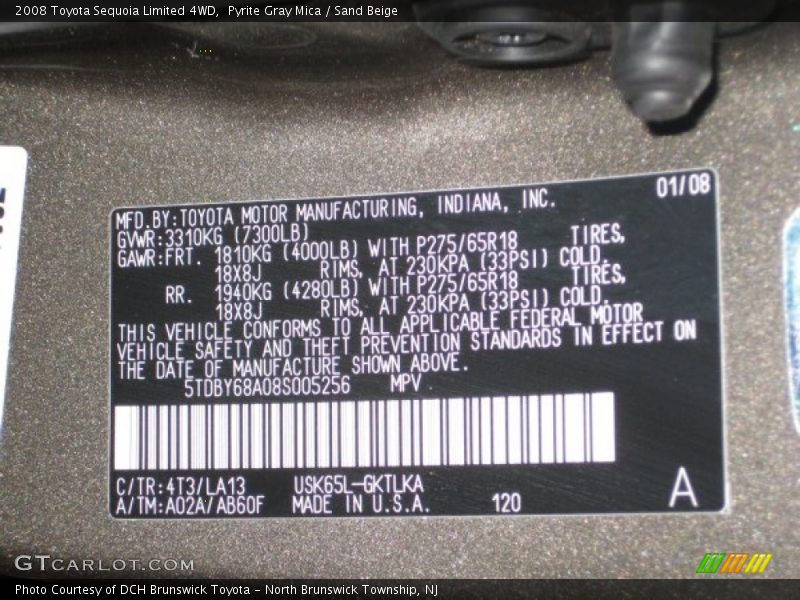 2008 Toyota Sequoia Limited 4WD, Pyrite Gray Mica / Sand Beige
01/08
MFD.BY:TOYOTA MOTOR MANUFACTURING, INDIANA, INC.
GVWR:3310KG (7300LB)
GAWR:FRT. 1810KG (4000LB) WITH P275/65R18 TIRES,
18X8J RIMS, AT 230KPA (33PSI) COLD.
RR. 1940KG (4280LB) WITH P275/65R18 TIRES,
18X8J RIMS, AT 230KPA (33PSI) COLD.
THIS VEHICLE CONFORMS TO ALL APPLICABLE FEDERAL MOTOR
VEHICLE SAFETY AND THEFT PREVENTION STANDARDS IN EFFECT ON
THE DATE OF MANUFACTURE SHOWN ABOVE.
5TDBY68A08S005256 MPV
C/TR:4T3/LA13 USK65L-GKTLKA
A/TM:A02A/AB60F MADE IN U.S.A. 120 A
GTCARLOT.COM
Photo Courtesy of DCH Brunswick Toyota - North Brunswick Township, NJ